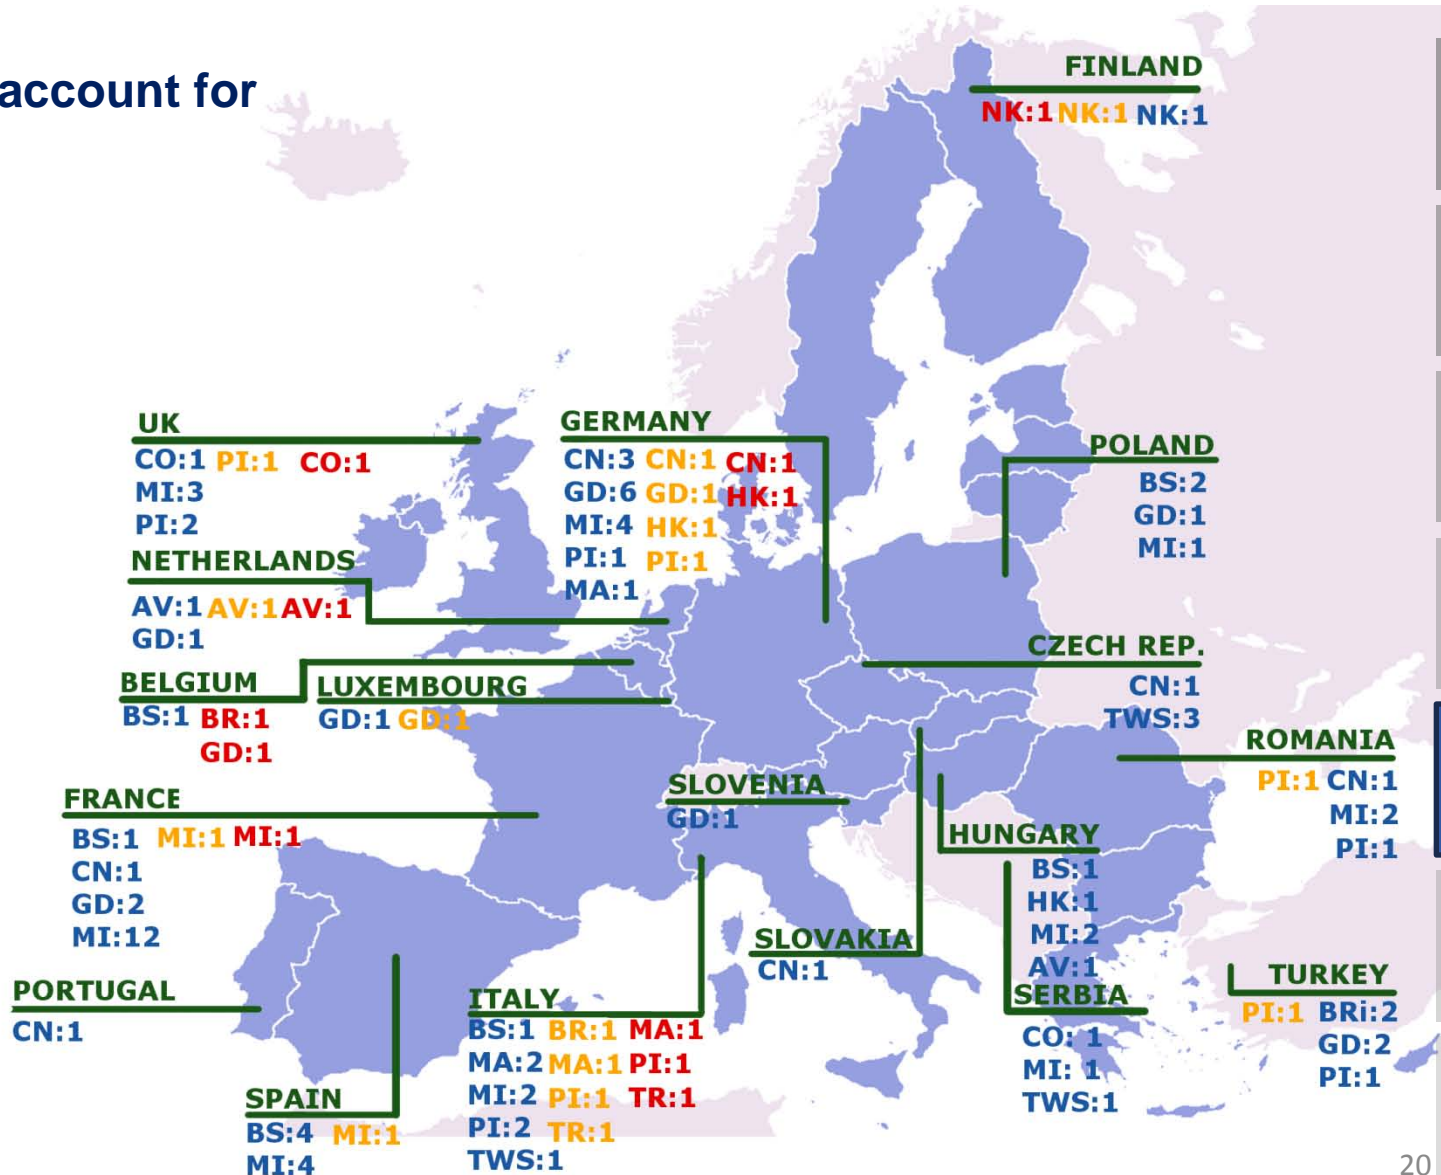 account for
FINLAND
NK:1 NK:1 NK:1
UK
CO:1 PI:1 CO:1
MI:3
PI:2
GERMANY
CN:3 CN:1 CN:1
GD:6 GD:1 HK:1
MI:4 HK:1
PI:1 PI:1
MA:1
POLAND
BS:2
GD:1
MI:1
NETHERLANDS
AV:1 AV:1 AV:1
GD:1
CZECH REP.
CN:1
TWS:3
BELGIUM
BS:1 BR:1
GD:1
LUXEMBOURG
GD:1 GD:1
ROMANIA
PI:1 CN:1
MI:2
PI:1
FRANCE
BS:1 MI:1 MI:1
CN:1
GD:2
MI:12
SLOVENIA
GD:1
HUNGARY
BS:1
HK:1
MI:2
AV:1
SLOVAKIA
CN:1
PORTUGAL
CN:1
ITALY
BS:1 BR:1 MA:1
MA:2 MA:1 PI:1
MI:2 PI:1 TR:1
PI:2 TR:1
TWS:1
SERBIA
CO: 1
MI: 1
TWS:1
TURKEY
PI:1 BRi:2
GD:2
PI:1
SPAIN
BS:4 MI:1
MI:4
20